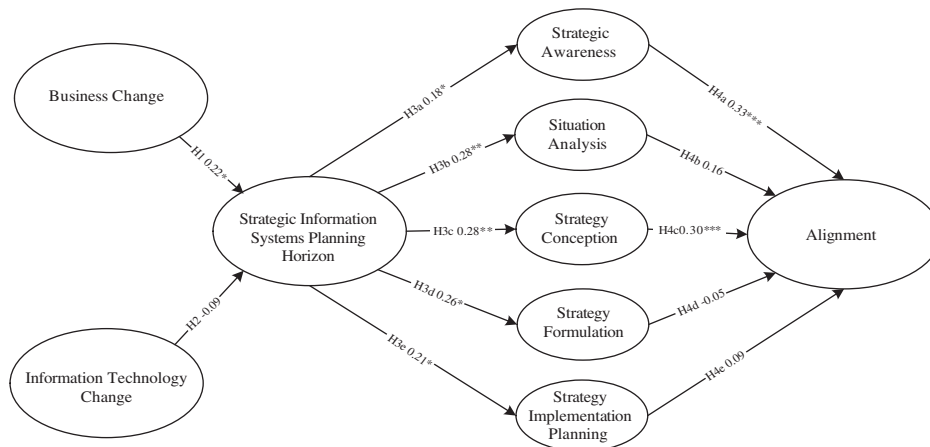 Business Change
H1 0.22*
Information Technology
Change
H2 -0.09
Strategic Information
Systems Planning
Horizon
H3a 0.18*
H3b 0.28**
H3c 0.28**
H3d 0.26*
H3e 0.21*
Strategic
Awareness
Situation
Analysis
Strategy
Conception
Strategy
Formulation
Strategy
Implementation
Planning
H4a 0.33***
H4b 0.16
H4c0.30***
H4d -0.05
H4e 0.09
Alignment